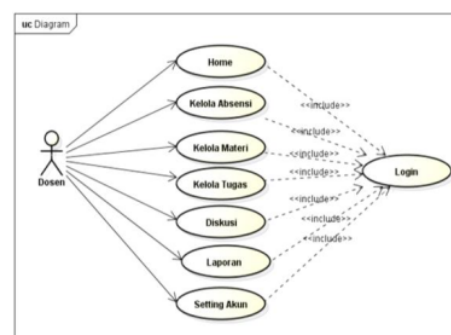 uc Diagram
Home
Kelola Absensi
<<include>>
<<include>>
Kelola Materi
<<include>>
Dosen
Login
Kelola Tugas
<<include>>
<<include>>
Diskusi
<<include>>
Laporan
<<include>>
Setting Akun